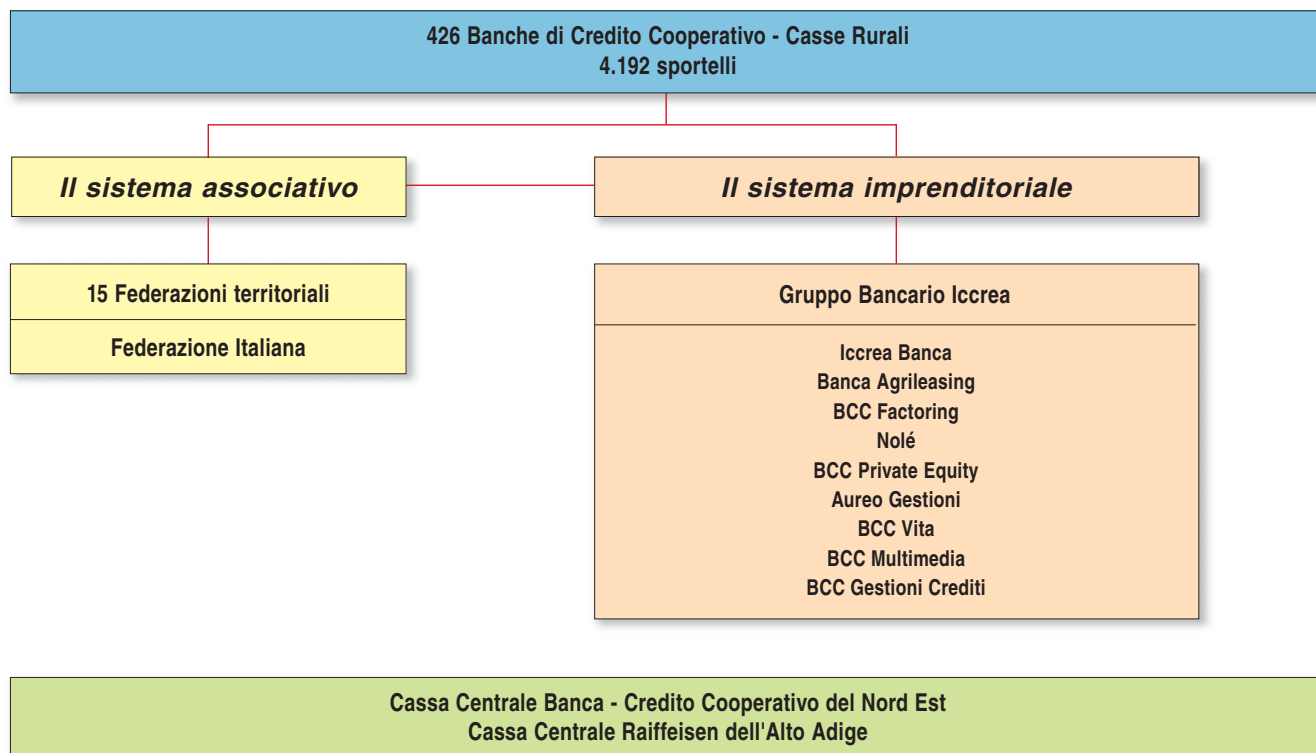 426 Banche di Credito Cooperativo - Casse Rurali
4.192 sportelli
Il sistema associativo
Il sistema imprenditoriale
15 Federazioni territoriali
Federazione Italiana
Gruppo Bancario Iccrea
Iccrea Banca
Banca Agrileasing
BCC Factoring
Nolé
BCC Private Equity
Aureo Gestioni
BCC Vita
BCC Multimedia
BCC Gestioni Crediti
Cassa Centrale Banca - Credito Cooperativo del Nord Est
Cassa Centrale Raiffeisen dell'Alto Adige